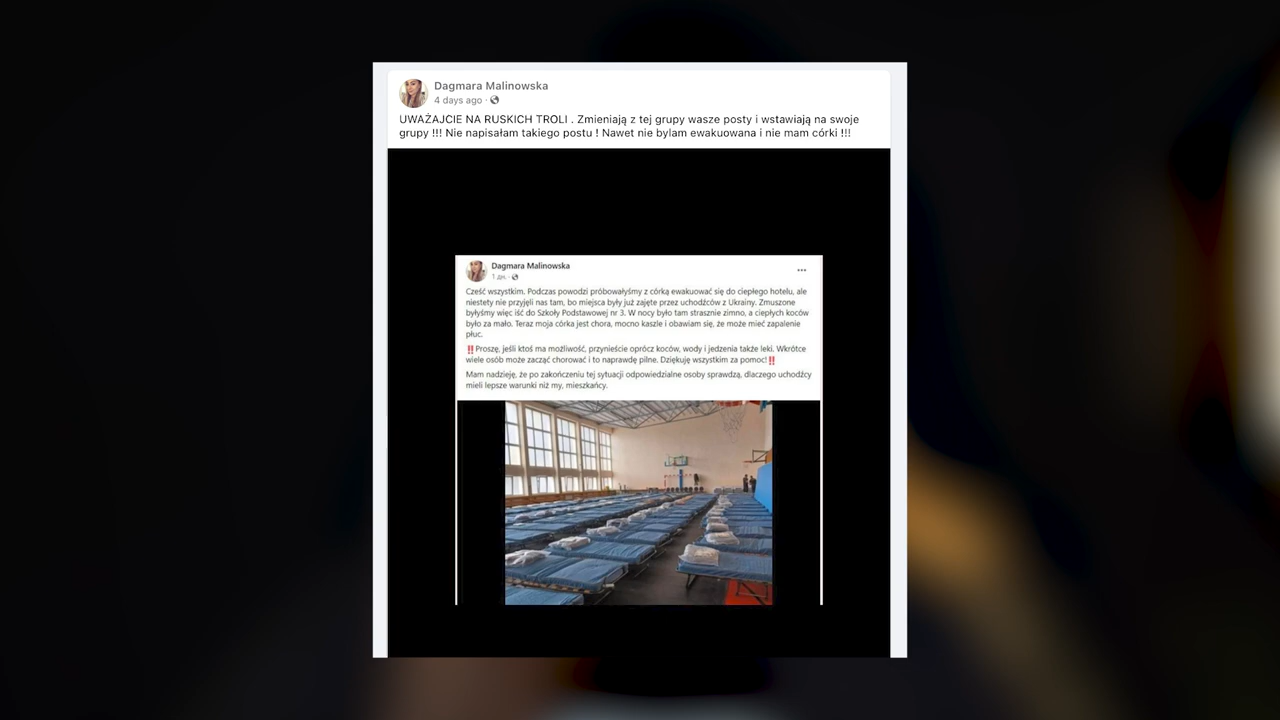 Dagmara Malinowska
4 days ago ·
UWAŻAJCIE NA RUSKICH TROLI . Zmieniają z tej grupy wasze posty i wstawiają na swoje
grupy !!! Nie napisałam takiego postu ! Nawet nie bylam ewakuowana i nie mam córki !!!
Dagmara Malinowska
1 дн. ·
Cześć wszystkim. Podczas powodzi próbowałyśmy z córką ewakuować się do ciepłego hotelu, ale
niestety nie przyjęli nas tam, bo miejsca były już zajęte przez uchodźców z Ukrainy. Zmuszone
byłyśmy więc iść do Szkoły Podstawowej nr 3. W nocy było tam strasznie zimno, a ciepłych koców
było za mało. Teraz moja córka jest chora, mocno kaszle i obawiam się, że może mieć zapalenie
płuc.
‼️Proszę, jeśli ktoś ma możliwość, przynieście oprócz koców, wody i jedzenia także leki. Wkrótce
wiele osób może zacząć chorować i to naprawdę pilne. Dziękuję wszystkim za pomoc!‼️
Mam nadzieję, że po zakończeniu tej sytuacji odpowiedzialne osoby sprawdzą, dlaczego uchodźcy
mieli lepsze warunki niż my, mieszkańcy.